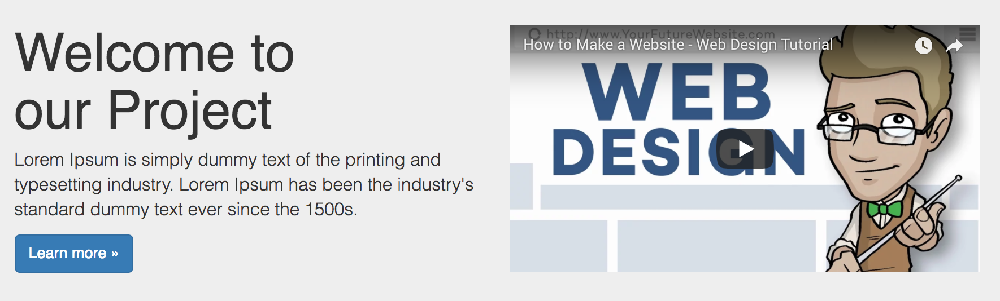 Welcome to
our Project
Lorem Ipsum is simply dummy text of the printing and
typesetting industry. Lorem Ipsum has been the industry's
standard dummy text ever since the 1500s.
Learn more »
http://www.YourFutureWebsite.com
How to Make a Website - Web Design Tutorial
WEB
DESIGN